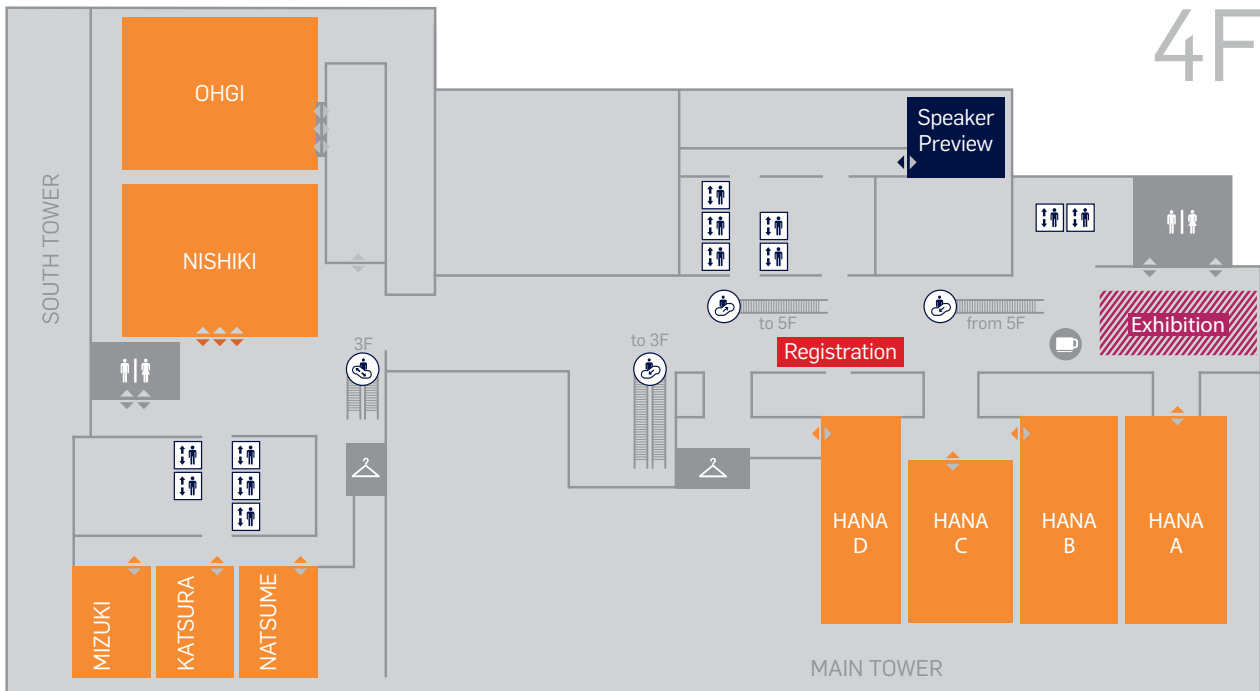 4F
OHGI
Speaker
Preview
SOUTH TOWER
NISHIKI
to 5F
from 5F
Exhibition
3F
to 3F
Registration
HANA
D
HANA
C
HANA
B
HANA
A
MIZUKI
KATSURA
NATSUME
MAIN TOWER